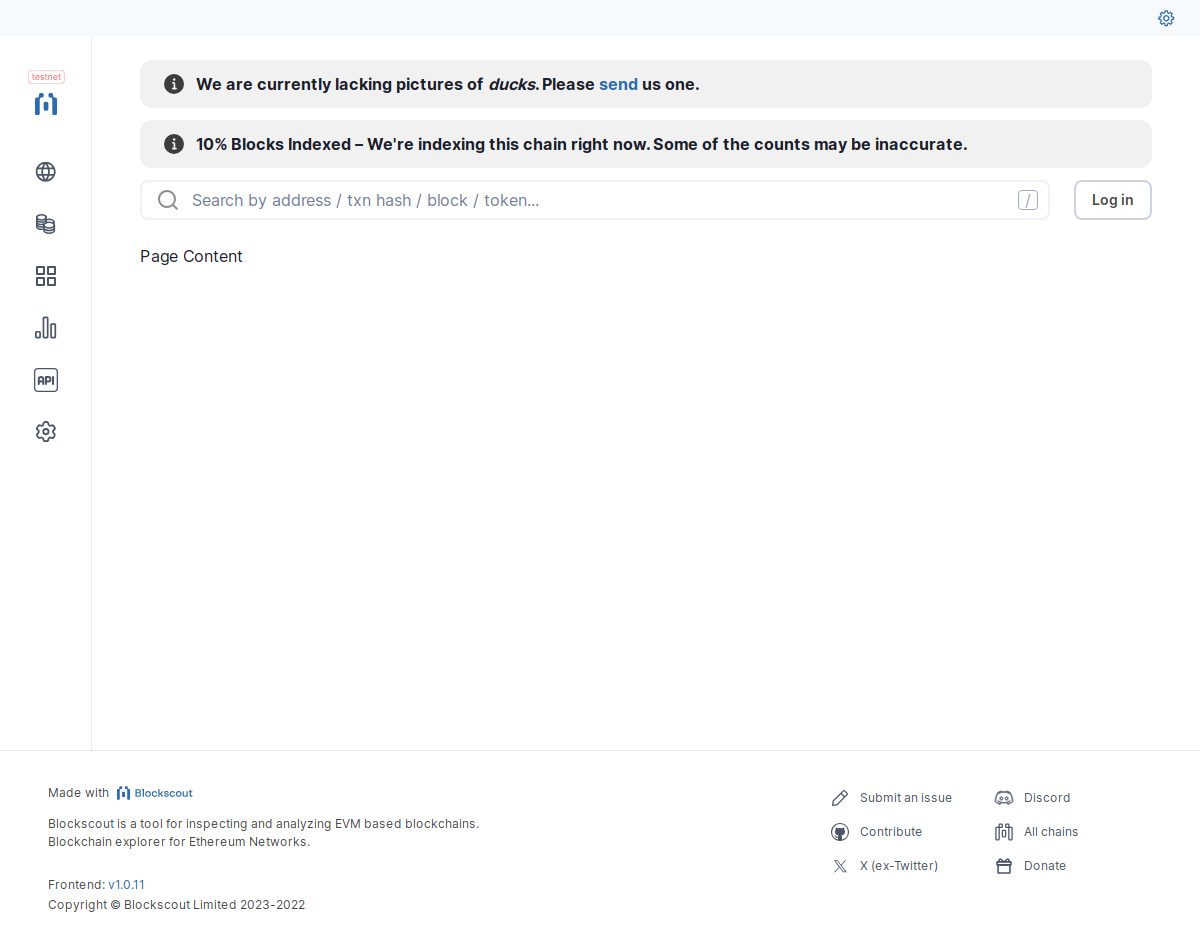 testnet
We are currently lacking pictures of ducks. Please send us one.
10% Blocks Indexed – We're indexing this chain right now. Some of the counts may be inaccurate.
Search by address / txn hash / block / token...
/
Log in
Page Content
API
Made with Blockscout
Blockscout is a tool for inspecting and analyzing EVM based blockchains.
Blockchain explorer for Ethereum Networks.
Frontend: v1.0.11
Copyright © Blockscout Limited 2023-2022
Submit an issue
Discord
Contribute
All chains
X (ex-Twitter)
Donate